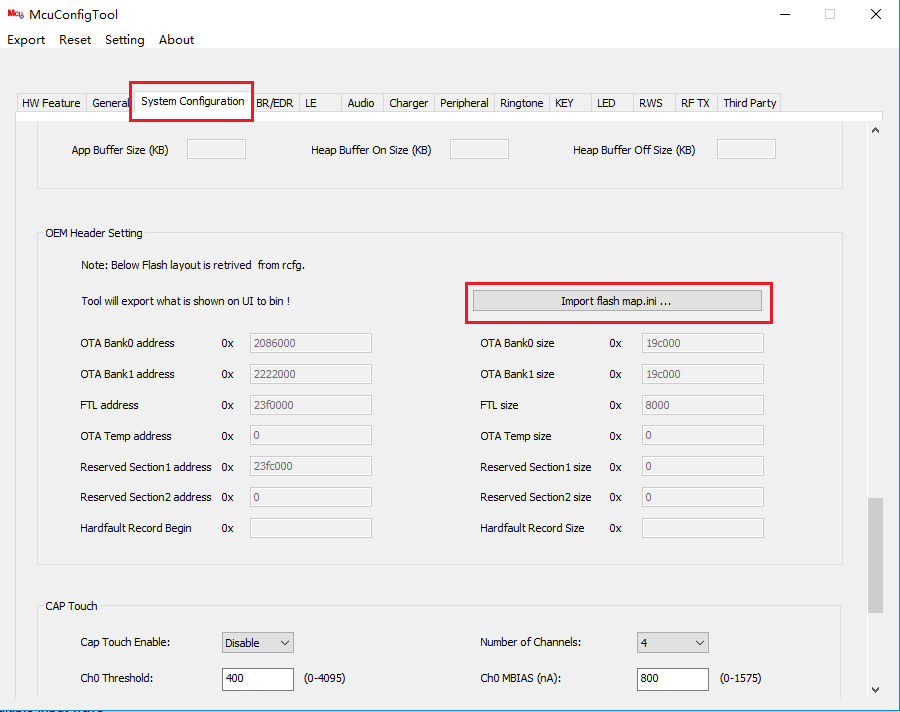 Mcu McuConfigTool
Export Reset Setting About
HW Feature General System Configuration BR/EDR LE Audio Charger Peripheral Ringtone KEY LED RWS RF TX Third Party
App Buffer Size (KB) Heap Buffer On Size (KB) Heap Buffer Off Size (KB)
OEM Header Setting
Note: Below Flash layout is retrived from rcfg.
Tool will export what is shown on UI to bin ! Import flash map.ini ...
OTA Bank0 address 0x 2086000 OTA Bank0 size 0x 19c000
OTA Bank1 address 0x 2222000 OTA Bank1 size 0x 19c000
FTL address 0x 23f0000 FTL size 0x 8000
OTA Temp address 0x 0 OTA Temp size 0x 0
Reserved Section1 address 0x 23fc000 Reserved Section1 size 0x 0
Reserved Section2 address 0x 0 Reserved Section2 size 0x 0
Hardfault Record Begin 0x Hardfault Record Size 0x
CAP Touch
Cap Touch Enable: Disable Number of Channels: 4
Ch0 Threshold: 400 (0-4095) Ch0 MBIAS (nA): 800 (0-1575)